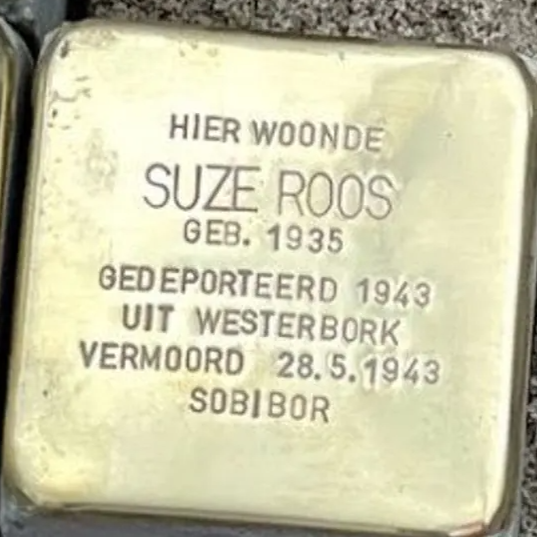 HIER WOONDE
SUZE ROOS
GEB. 1935
GEDEPORTEERD 1943
UIT WESTERBORK
VERMOORD 28.5.1943
SOBIBOR